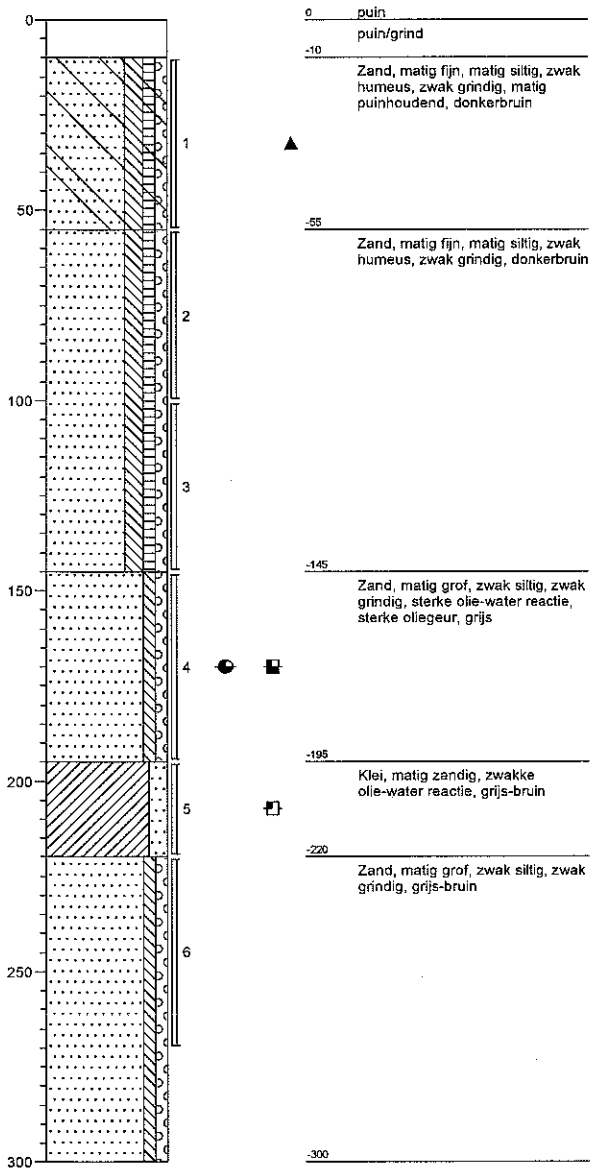 0
0
puin
puin/grind
-10
Zand, matig fijn, matig siltig, zwak
humeus, zwak grindig, matig
puinhoudend, donkerbruin
1
50
-55
Zand, matig fijn, matig siltig, zwak
humeus, zwak grindig, donkerbruin
2
100
3
-145
150
Zand, matig grof, zwak siltig, zwak
grindig, sterke olie-water reactie,
sterke oliegeur, grijs
4
-195
200
Klei, matig zandig, zwakke
olie-water reactie, grijs-bruin
5
-220
Zand, matig grof, zwak siltig, zwak
grindig, grijs-bruin
6
250
300
-300